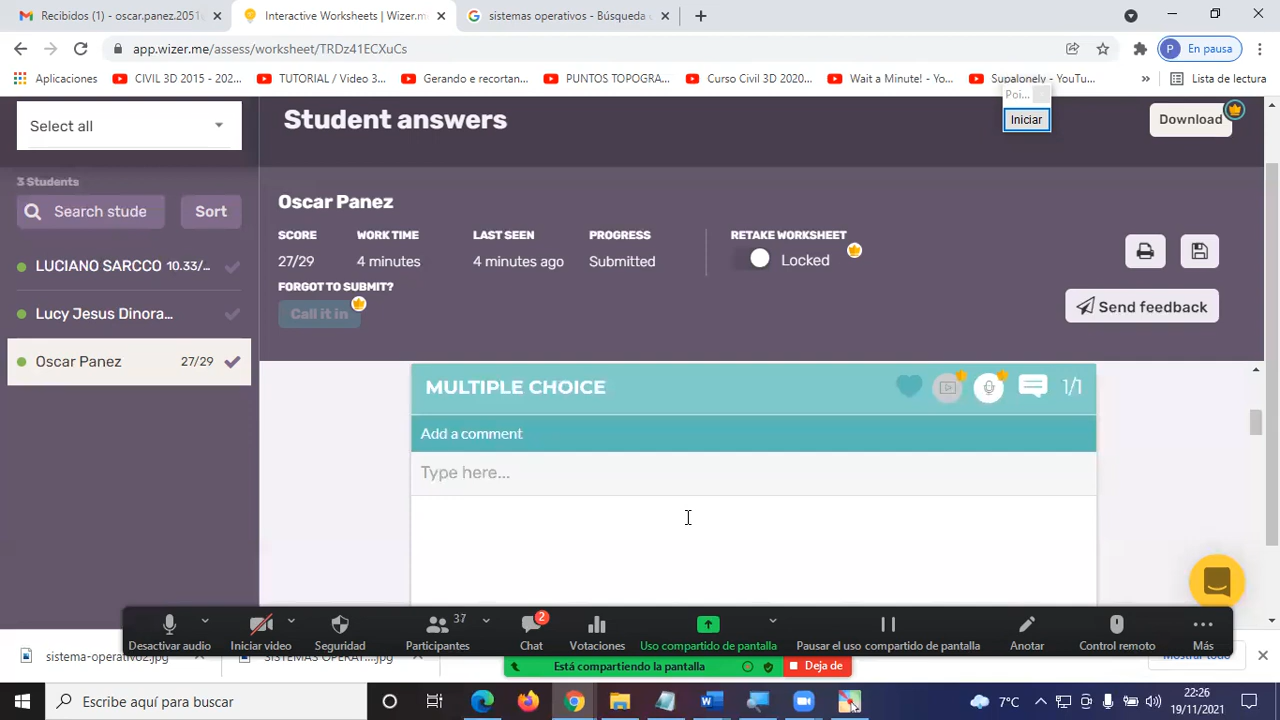 Recibidos (1) - oscar.panez.2051
Interactive Worksheets | Wizer.m
sistemas operativos - Búsqueda
app.wizer.me/assess/worksheet/TRDz41ECXuCs
En pausa
Aplicaciones
CIVIL 3D 2015 - 202...
TUTORIAL / Video 3...
Gerando e recortan...
PUNTOS TOPOGRA...
Corso Civil 3D 2020...
Wait a Minute! - Yo...
Supalonely - YouTu...
»
Lista de lectura
Poi...
Iniciar
Select all
Student answers
Download
3 Students
Search stude
Sort
LUCIANO SARCCO 10.33/...
Lucy Jesus Dinora...
Oscar Panez 27/29
Oscar Panez
SCORE WORK TIME LAST SEEN PROGRESS RETAKE WORKSHEET
27/29 4 minutes 4 minutes ago Submitted Locked
FORGOT TO SUBMIT?
Call it in
Send feedback
MULTIPLE CHOICE 1/1
Add a comment
Type here...
37
2
Desactivar audio
Iniciar video
Seguridad
Participantes
Chat
Votaciones
Uso compartido de pantalla
Pausar el uso compartido de pantalla
Anotar
Control remoto
Más
sistema-operativo2.jpg
SISTEMAS OPERAT....jpg
Mostrar todo
Está compartiendo la pantalla
Deja de
Escribe aquí para buscar
7°C
22:26
19/11/2021